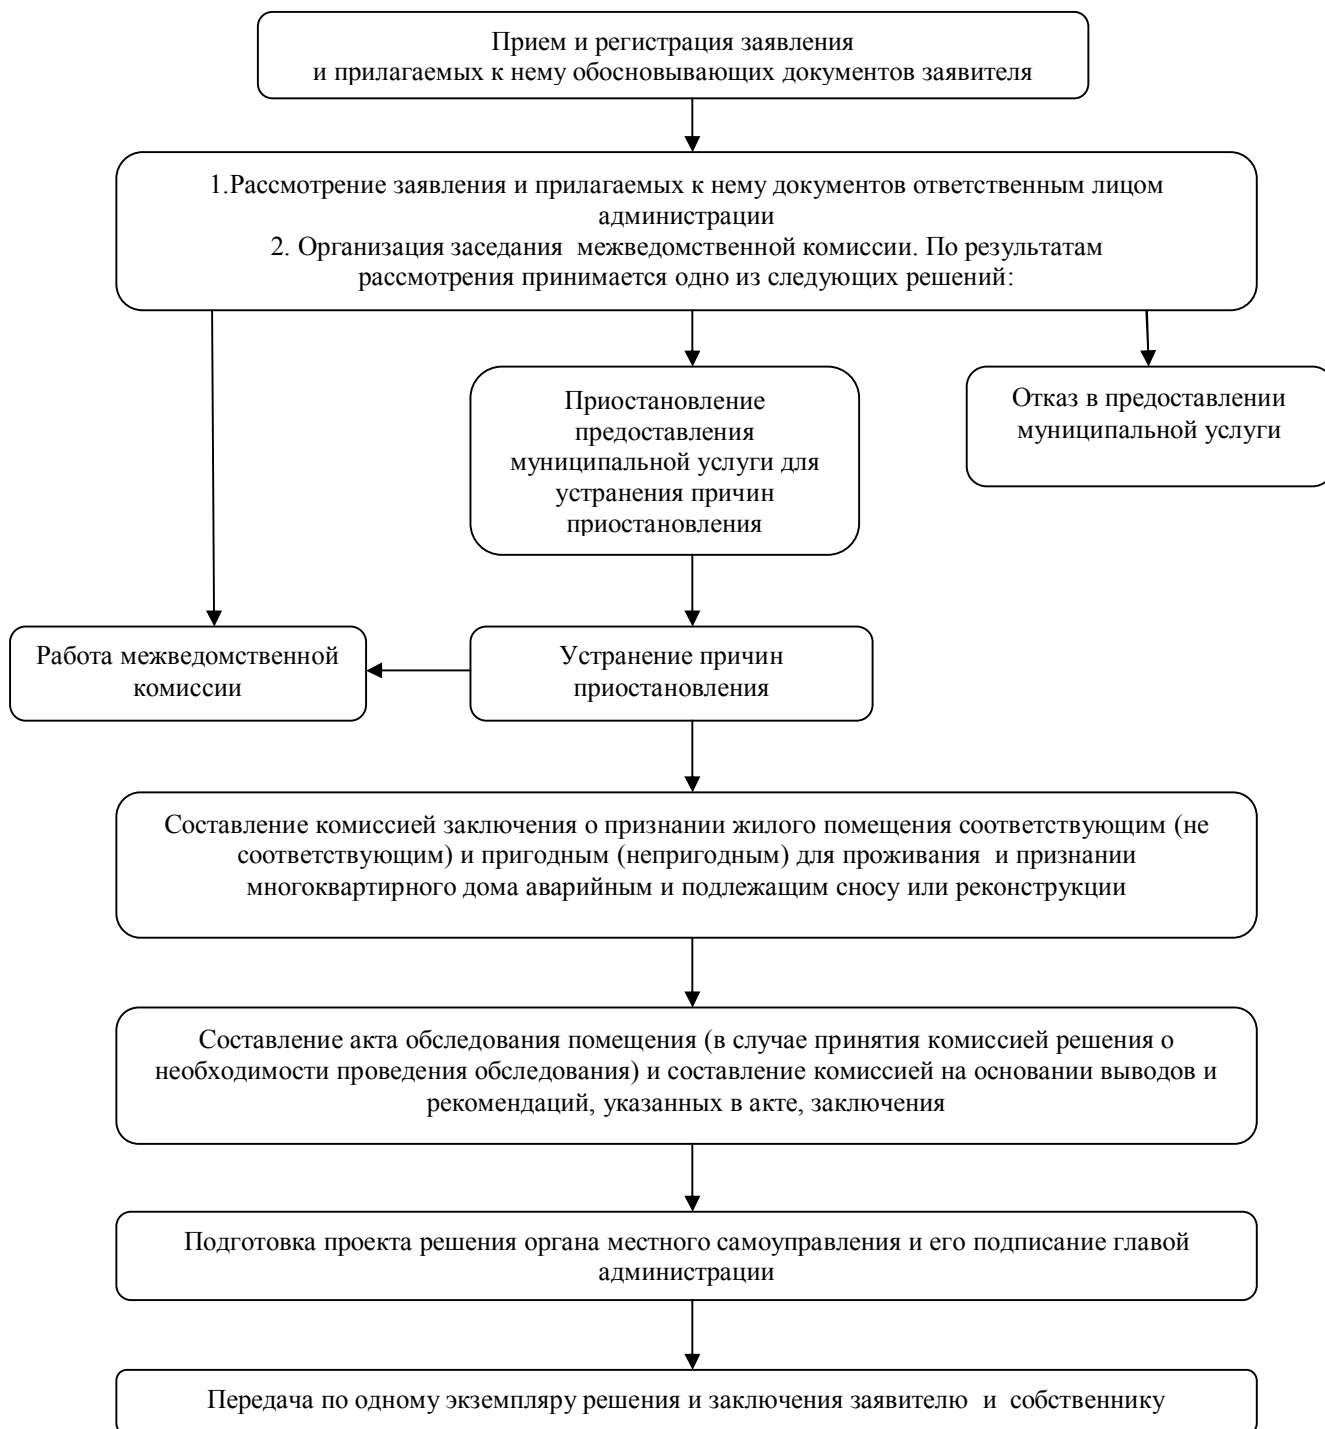 Прием и регистрация заявления
и прилагаемых к нему обосновывающих документов заявителя
1.Рассмотрение заявления и прилагаемых к нему документов ответственным лицом
администрации
2. Организация заседания межведомственной комиссии. По результатам
рассмотрения принимается одно из следующих решений:
Приостановление
предоставления
муниципальной услуги для
устранения причин
приостановления
Отказ в предоставлении
муниципальной услуги
Работа межведомственной
комиссии
Устранение причин
приостановления
Составление комиссией заключения о признании жилого помещения соответствующим (не
соответствующим) и пригодным (непригодным) для проживания и признании
многоквартирного дома аварийным и подлежащим сносу или реконструкции
Составление акта обследования помещения (в случае принятия комиссией решения о
необходимости проведения обследования) и составление комиссией на основании выводов и
рекомендаций, указанных в акте, заключения
Подготовка проекта решения органа местного самоуправления и его подписание главой
администрации
Передача по одному экземпляру решения и заключения заявителю и собственнику